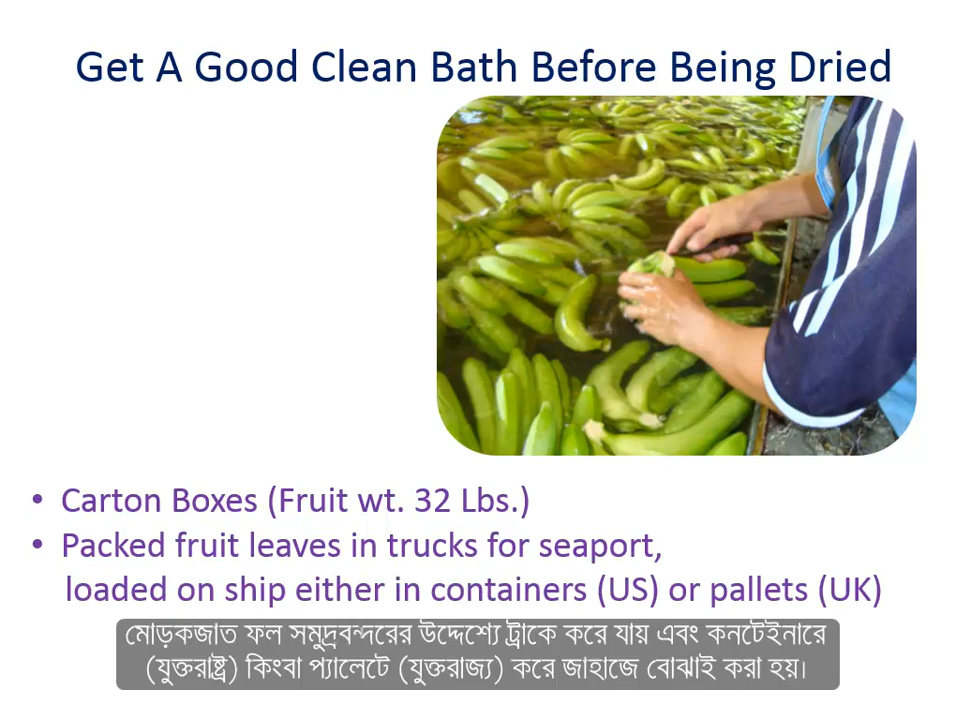 Get A Good Clean Bath Before Being Dried
• Carton Boxes (Fruit wt. 32 Lbs.)
• Packed fruit leaves in trucks for seaport,
loaded on ship either in containers (US) or pallets (UK)
মোড়কজাত ফল সমুদ্রবন্দরের উদ্দেশ্যে ট্রাকে করে যায় এবং কনটেইনারে
(যুক্তরাষ্ট্র) কিংবা প্যালেটে (যুক্তরাজ্য) করে জাহাজে বোঝাই করা হয়।